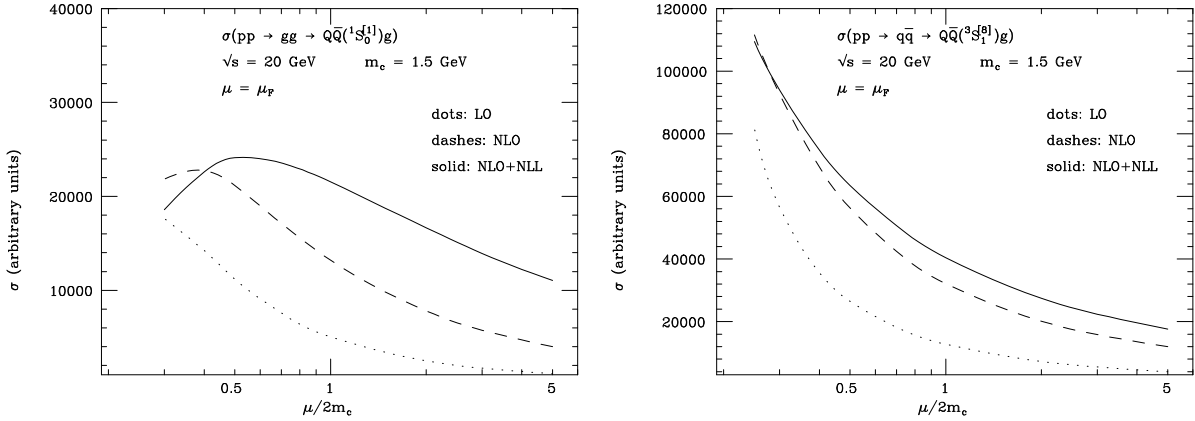 σ(pp → gg → QQ̅(¹S₀^[1])g)
√s = 20 GeV m_c = 1.5 GeV
μ = μ_F
dots: LO
dashes: NLO
solid: NLO+NLL
40000
30000
20000
10000
σ (arbitrary units)
0.5 1 5
μ/2m_c
σ(pp → qq̅ → QQ̅(³S₁^[8])g)
√s = 20 GeV m_c = 1.5 GeV
μ = μ_F
dots: LO
dashes: NLO
solid: NLO+NLL
120000
100000
80000
60000
40000
20000
σ (arbitrary units)
0.5 1 5
μ/2m_c